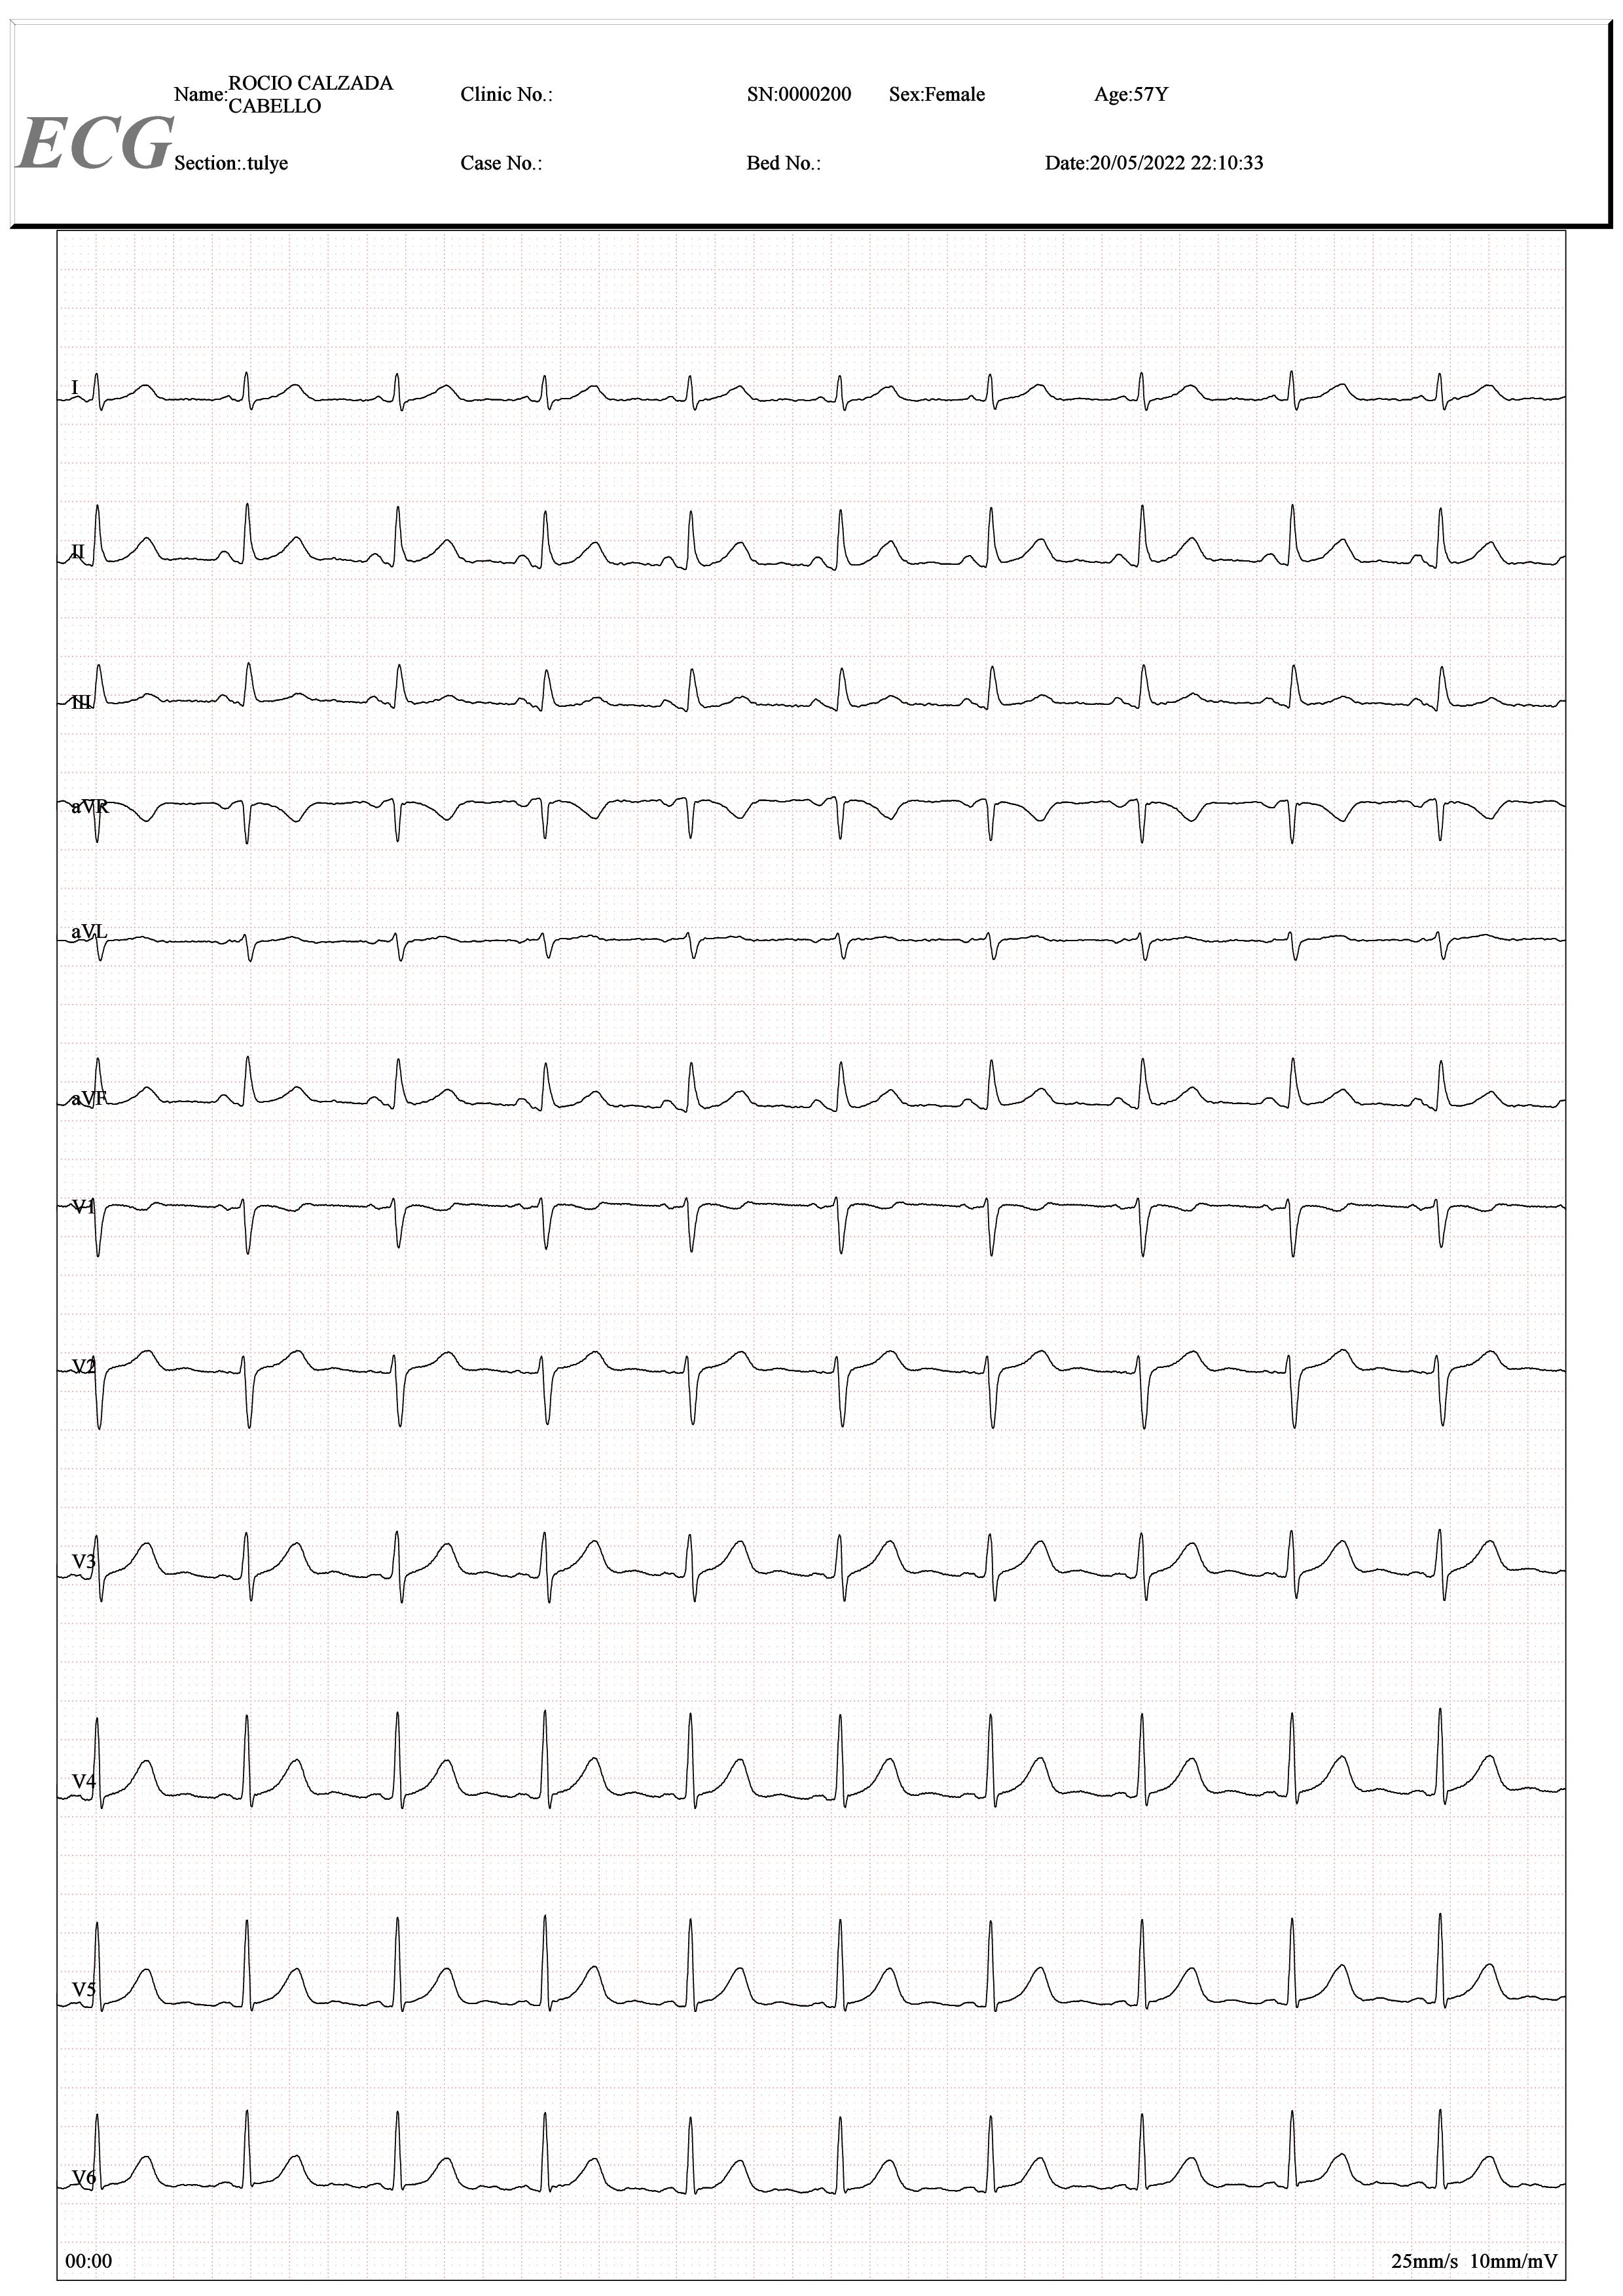 ECG
Name:ROCIO CALZADA CABELLO Clinic No.: SN:0000200 Sex:Female Age:57Y
Section:.tulye Case No.: Bed No.: Date:20/05/2022 22:10:33
I
II
III
aVR
aVL
aVF
V1
V2
V3
V4
V5
V6
00:00 25mm/s 10mm/mV